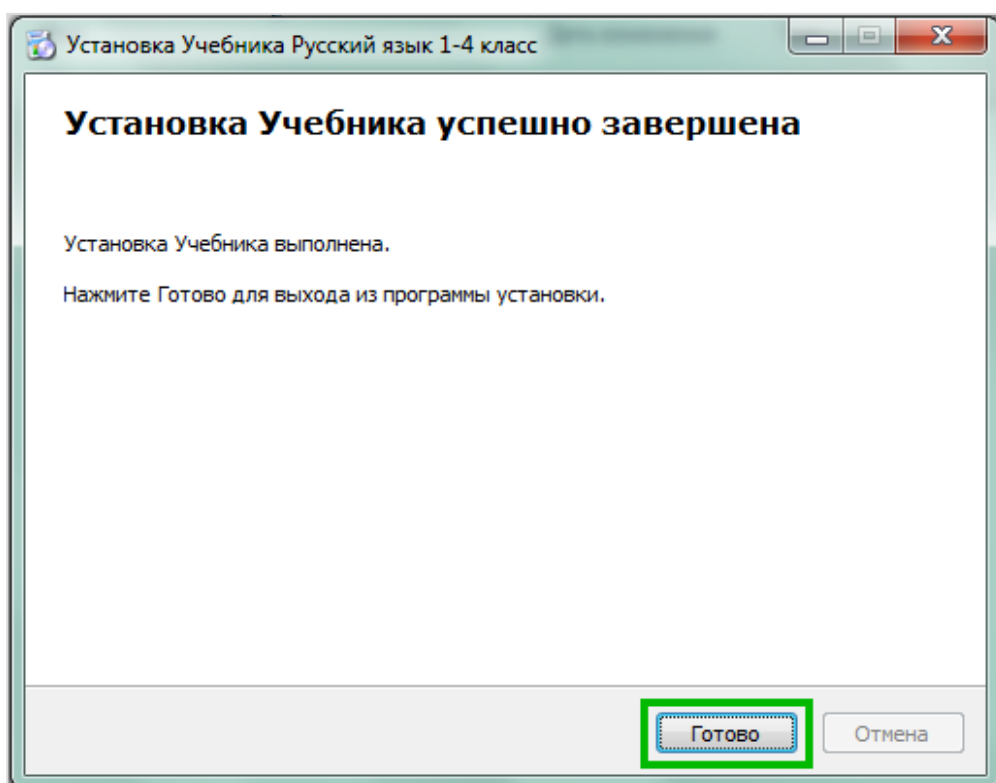 Установка Учебника Русский язык 1-4 класс
Установка Учебника успешно завершена
Установка Учебника выполнена.
Нажмите Готово для выхода из программы установки.
Готово
Отмена